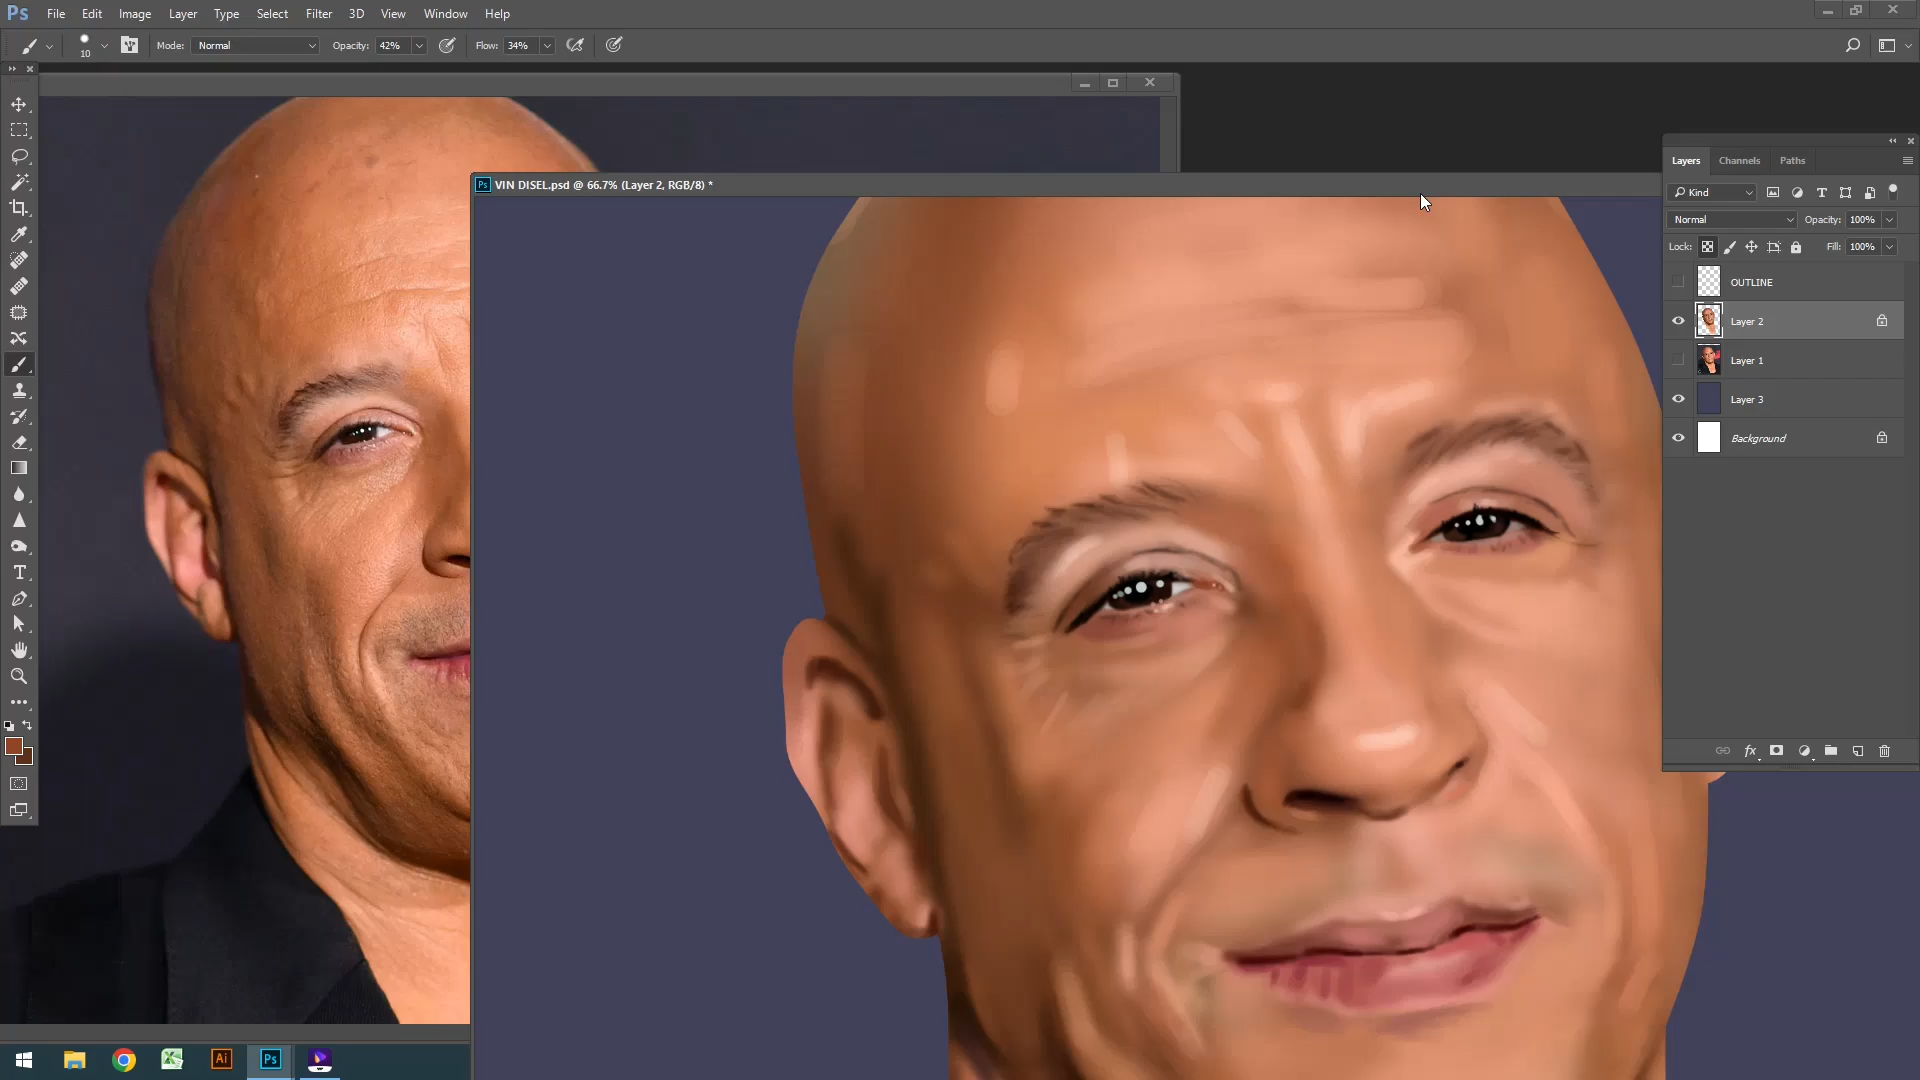 Ps File Edit Image Layer Type Select Filter 3D View Window Help
10 Mode: Normal Opacity: 42% Flow: 34%
VIN DISEL.psd @ 66.7% (Layer 2, RGB/8) *
Ps
Layers Channels Paths
Kind T
Normal Opacity: 100%
Lock: Fill: 100%
OUTLINE
Layer 2
Layer 1
Layer 3
Background
fx
T
Ai Ps